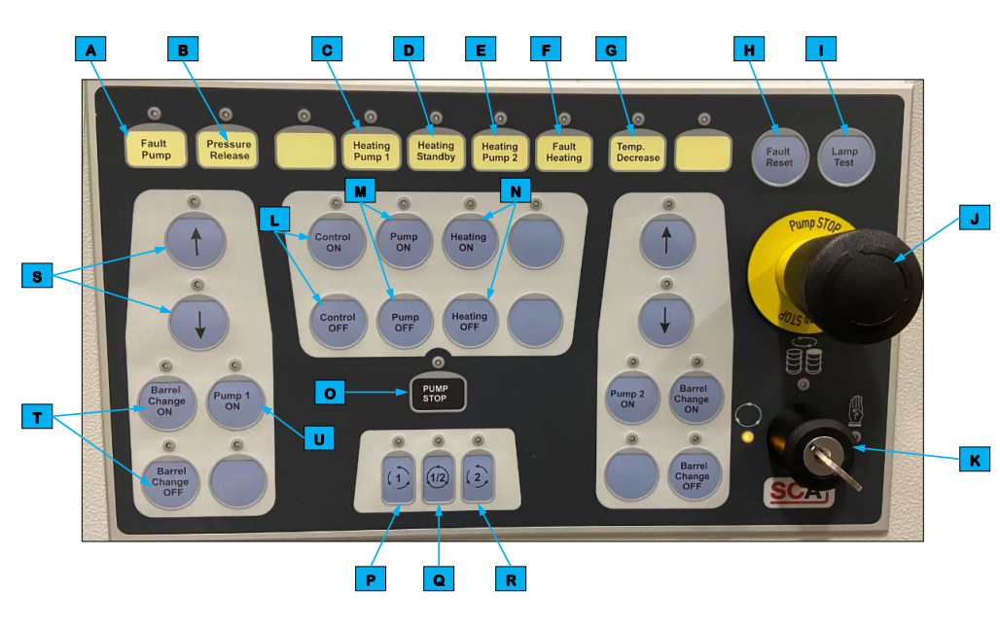 A
B
C
D
E
F
G
H
I
Fault
Pump
Pressure
Release
Heating
Pump 1
Heating
Standby
Heating
Pump 2
Fault
Heating
Temp.
Decrease
Fault
Reset
Lamp
Test
M
N
L
Control
ON
Pump
ON
Heating
ON
Pump STOP
J
S
Control
OFF
Pump
OFF
Heating
OFF
Pump STOP
Barrel
Change
ON
Pump 1
ON
O
PUMP
STOP
Pump 2
ON
Barrel
Change
ON
T
U
K
Barrel
Change
OFF
1
1/2
2
Barrel
Change
OFF
SCA
P
Q
R